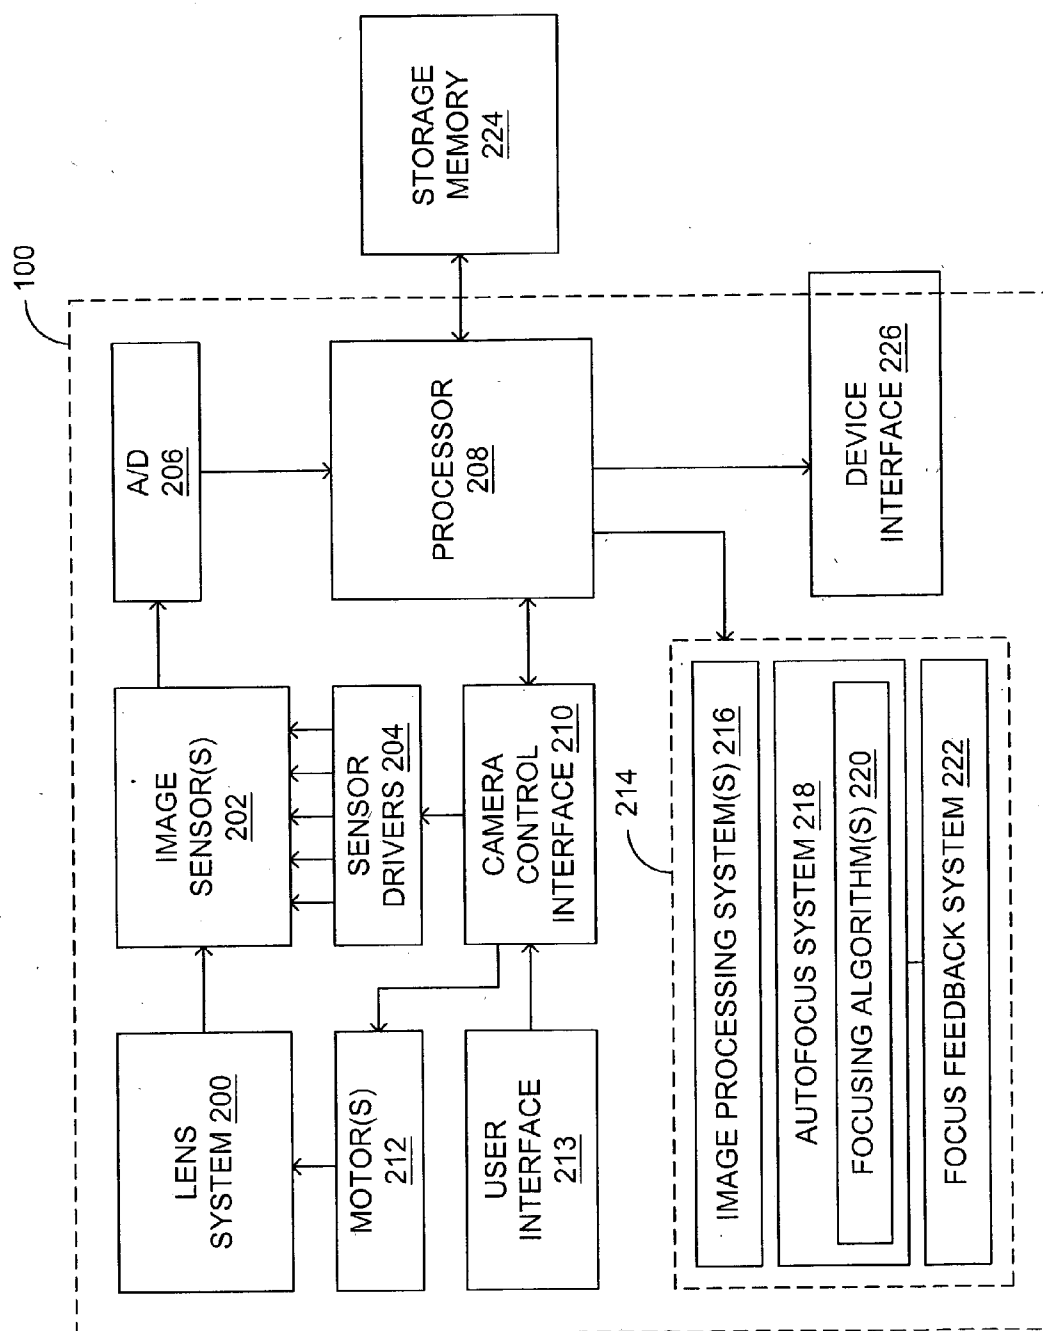 100
LENS
SYSTEM 200
IMAGE
SENSOR(S)
202
A/D
206
MOTOR(S)
212
SENSOR
DRIVERS 204
PROCESSOR
208
STORAGE
MEMORY
224
USER
INTERFACE
213
CAMERA
CONTROL
INTERFACE 210
214
IMAGE PROCESSING SYSTEM(S) 216
AUTOFOCUS SYSTEM 218
FOCUSING ALGORITHM(S) 220
FOCUS FEEDBACK SYSTEM 222
DEVICE
INTERFACE 226